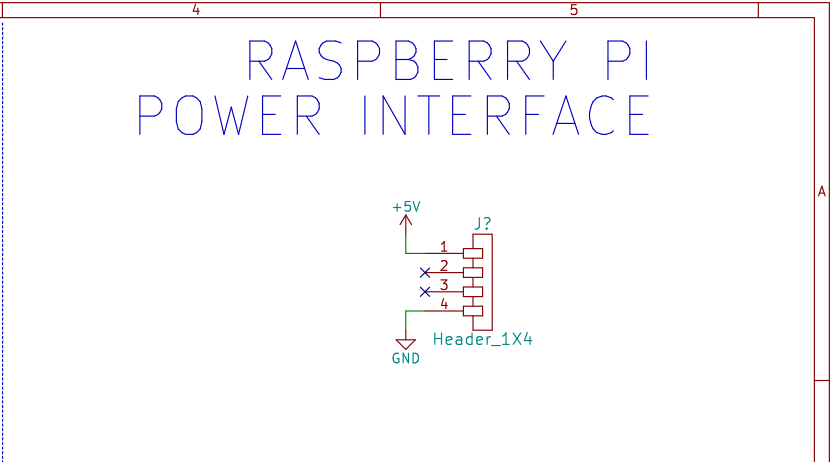 4 5
RASPBERRY PI
POWER INTERFACE
A
+5V
J?
1
2
3
4
Header_1X4
GND